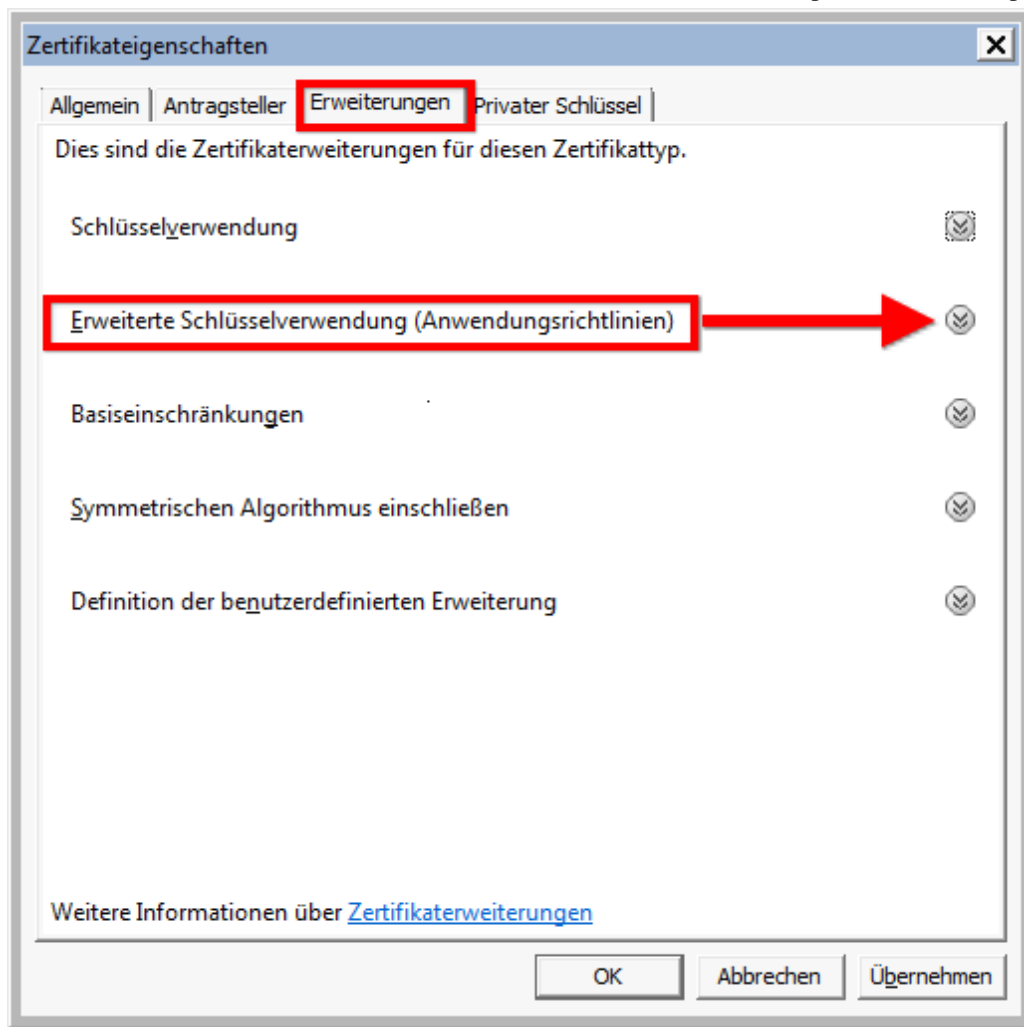 Zertifikateigenschaften
Allgemein Antragsteller Erweiterungen Privater Schlüssel
Dies sind die Zertifikaterweiterungen für diesen Zertifikattyp.
Schlüsselverwendung
Erweiterte Schlüsselverwendung (Anwendungsrichtlinien)
Basiseinschränkungen
Symmetrischen Algorithmus einschließen
Definition der benutzerdefinierten Erweiterung
Weitere Informationen über Zertifikaterweiterungen
OK Abbrechen Übernehmen